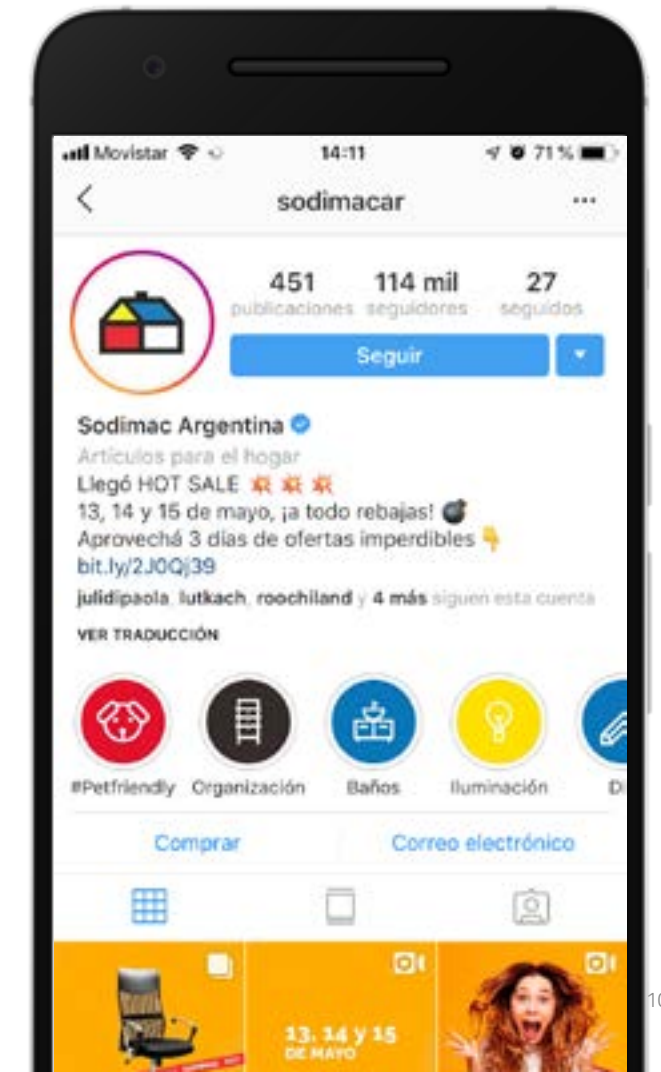 Movistar 14:11 71 %
sodimacar
451 114 mil 27
publicaciones seguidores seguidos
Seguir
Sodimac Argentina
Artículos para el hogar
Llegó HOT SALE
13, 14 y 15 de mayo, ¡a todo rebajas!
Aprovechá 3 días de ofertas imperdibles
bit.ly/2J0Qj39
julidipaola, lutkach, roochiland y 4 más siguen esta cuenta
VER TRADUCCIÓN
#Petfriendly Organización Baños Iluminación
Comprar Correo electrónico
13, 14 y 15
DE MAYO
10